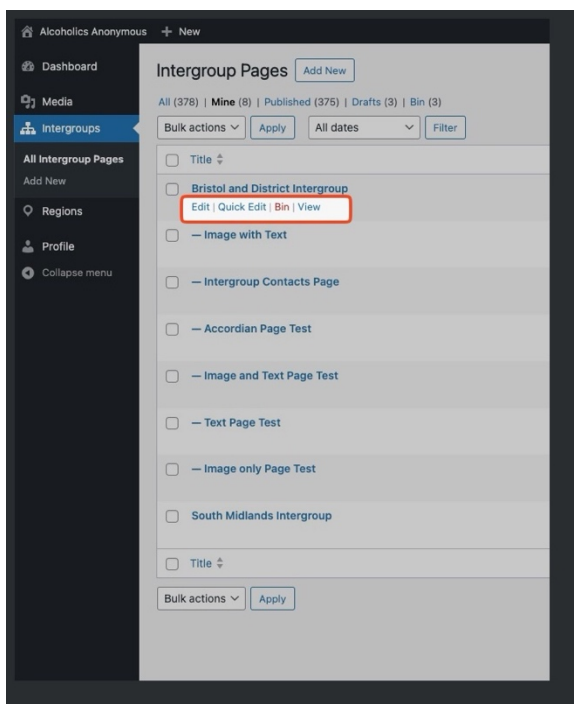 Alcoholics Anonymous + New
Dashboard
Media
Intergroups
All Intergroup Pages
Add New
Regions
Profile
Collapse menu
Intergroup Pages Add New
All (378) | Mine (8) | Published (375) | Drafts (3) | Bin (3)
Bulk actions Apply All dates Filter
Title
Bristol and District Intergroup
Edit | Quick Edit | Bin | View
— Image with Text
— Intergroup Contacts Page
— Accordian Page Test
— Image and Text Page Test
— Text Page Test
— Image only Page Test
South Midlands Intergroup
Title
Bulk actions Apply